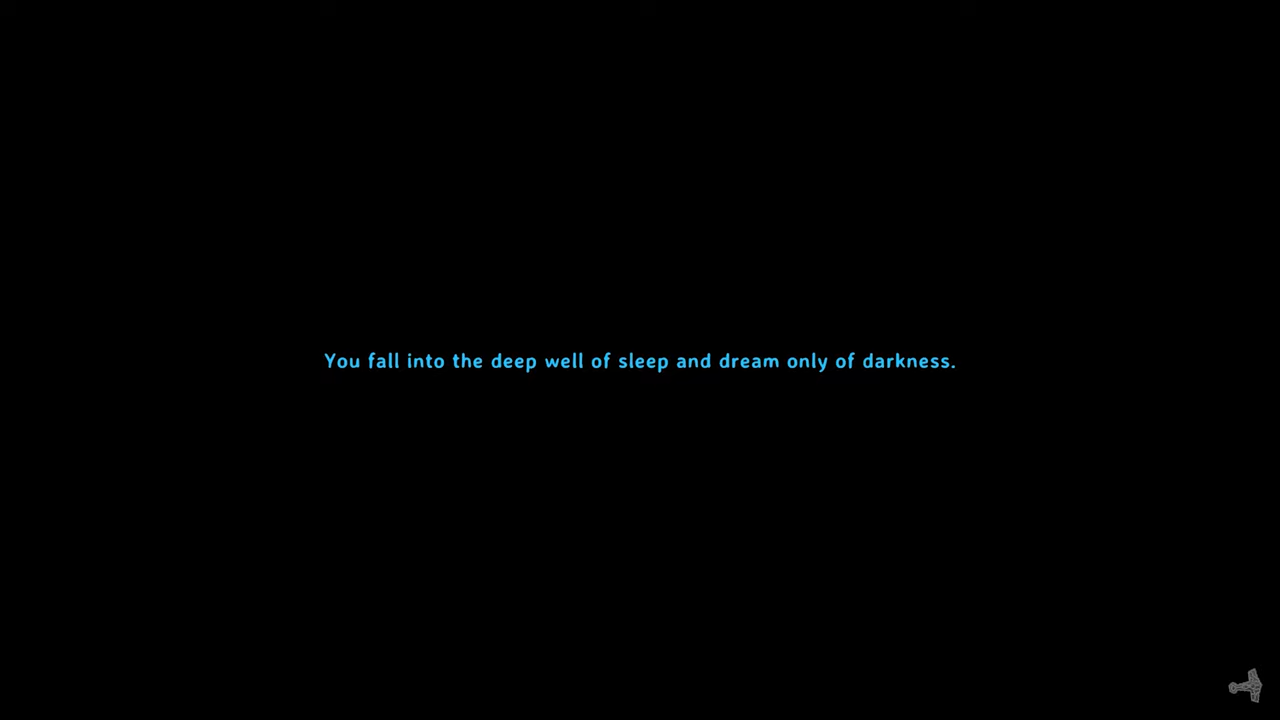 You fall into the deep well of sleep and dream only of darkness.